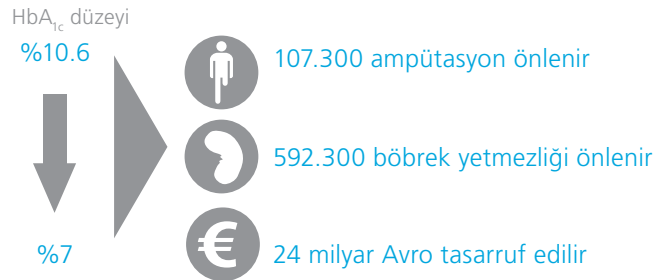 HbA1c düzeyi
%10.6
107.300 ampütasyon önlenir
592.300 böbrek yetmezliği önlenir
€
%7
24 milyar Avro tasarruf edilir